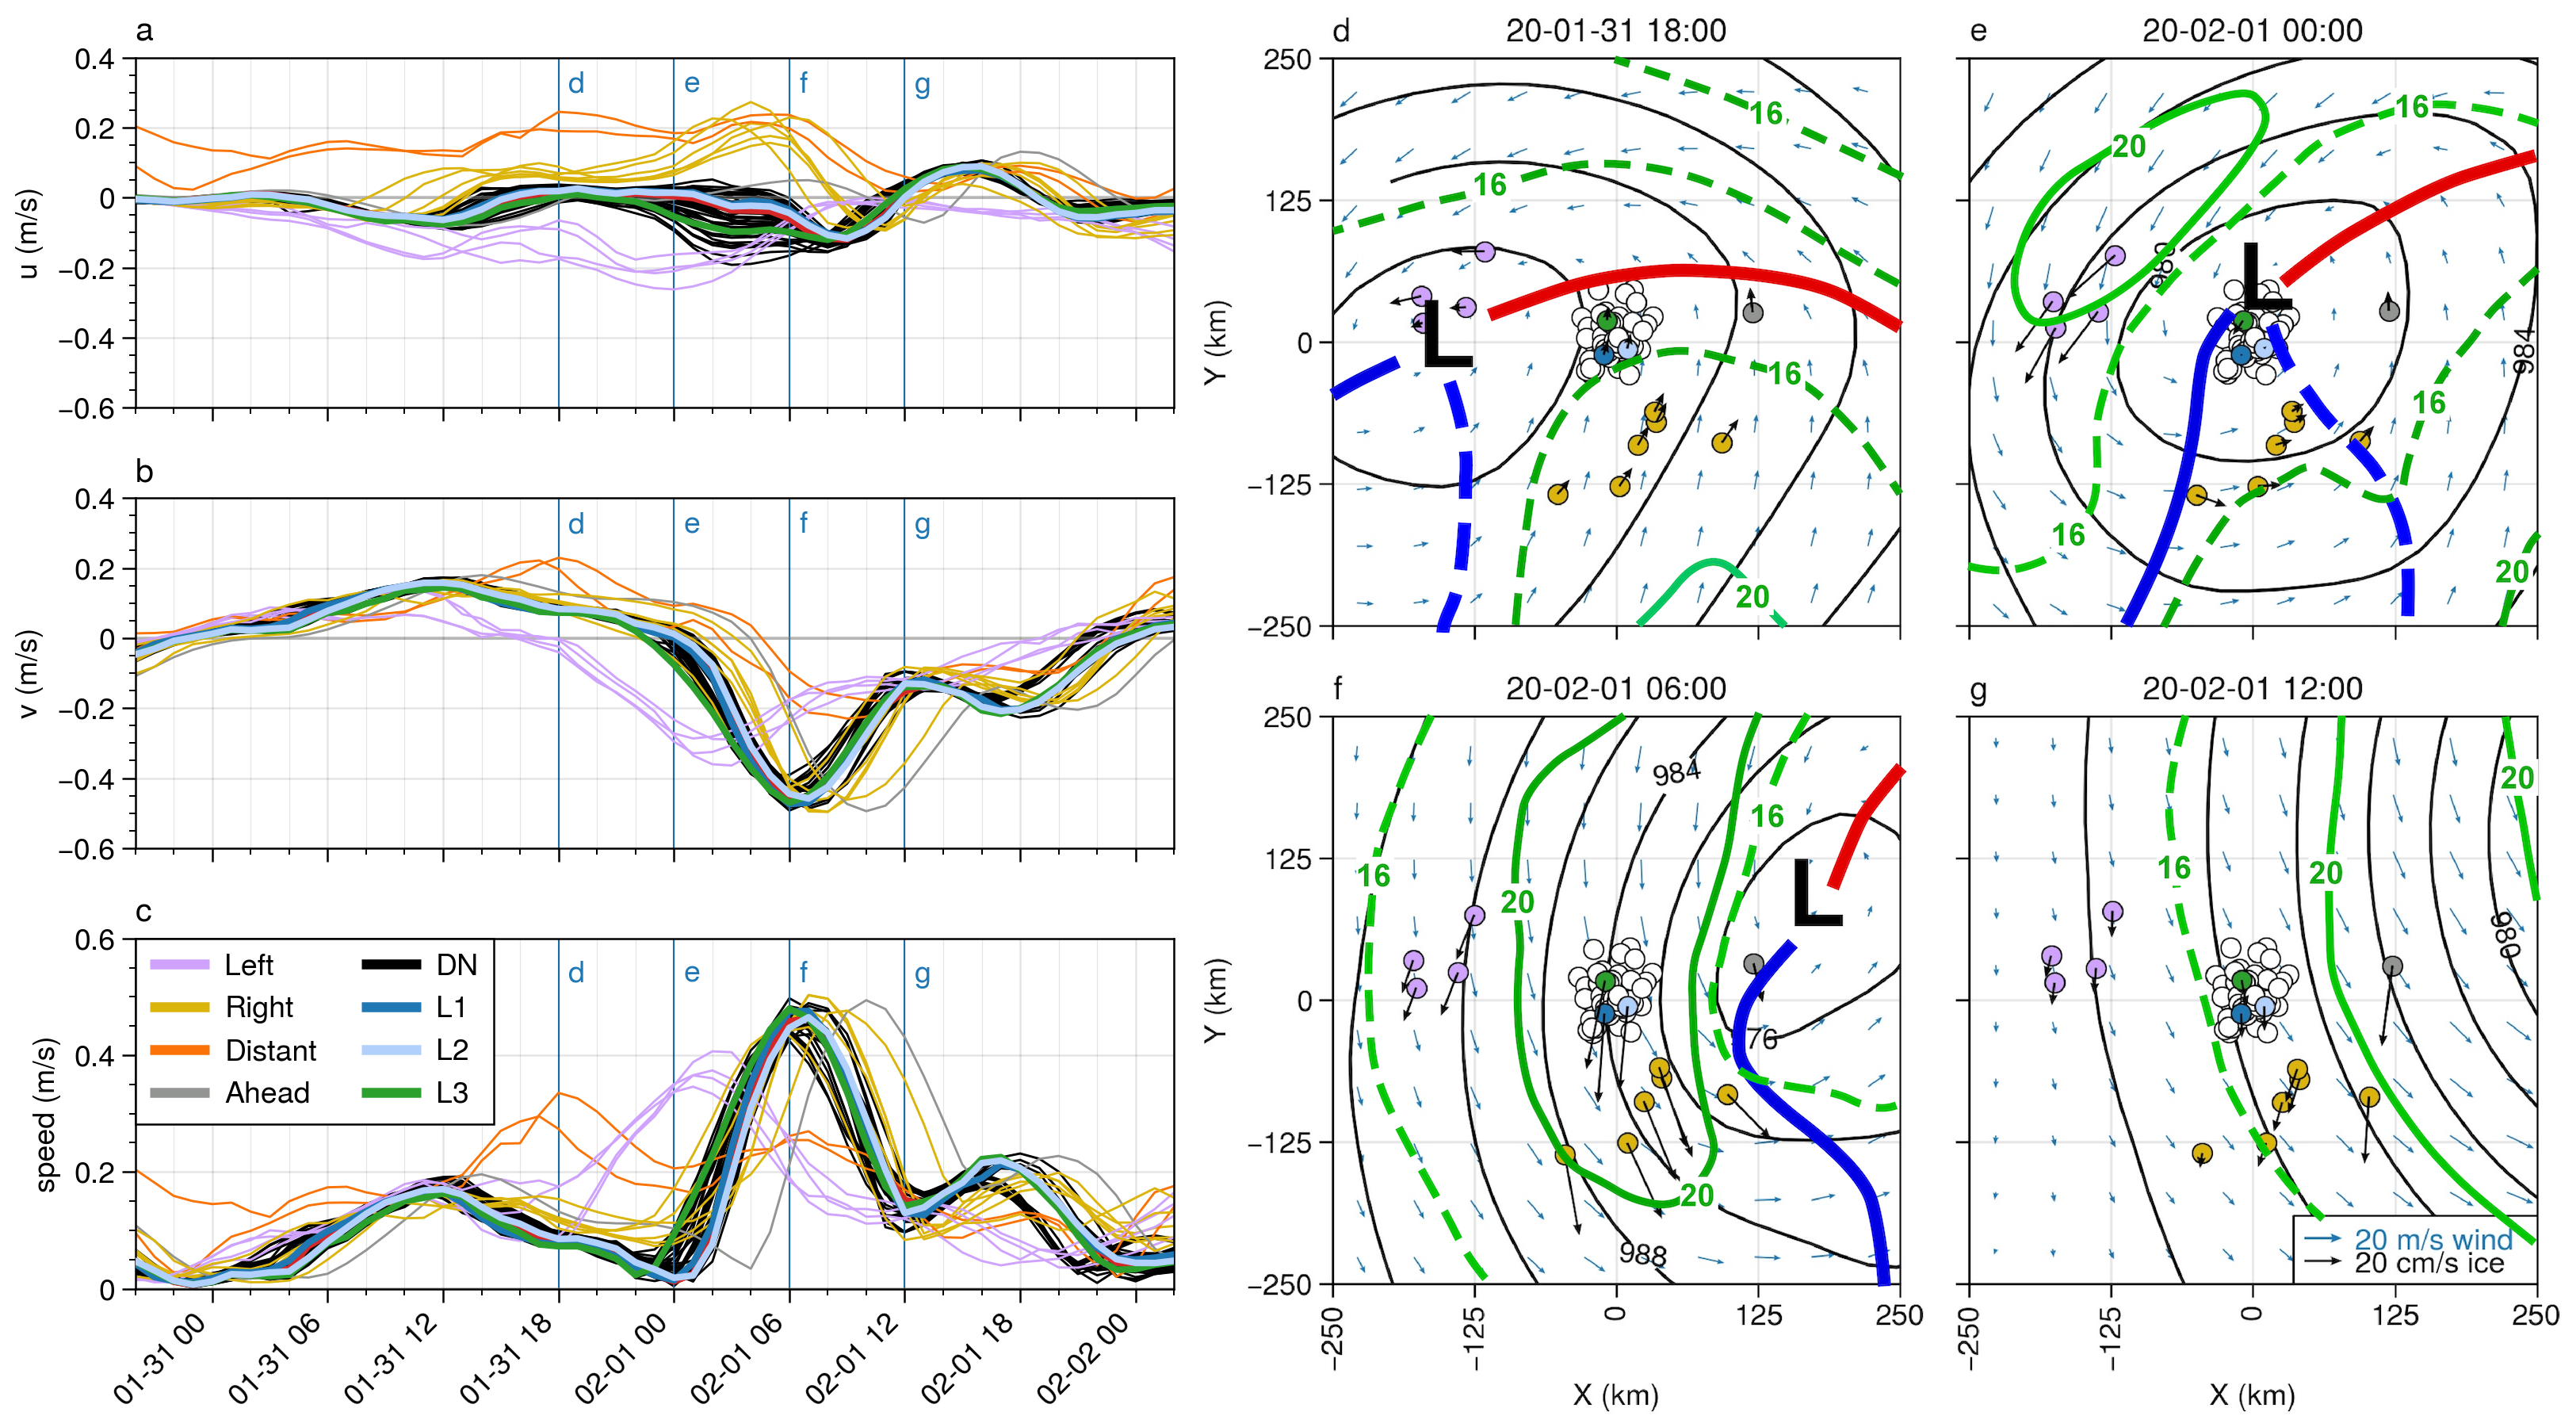 a
0.4
0.2
0
−0.2
−0.4
−0.6
u (m/s)
d
e
f
g
b
0.4
0.2
0
−0.2
−0.4
−0.6
v (m/s)
d
e
f
g
c
0.6
0.4
0.2
0
speed (m/s)
Left
DN
Right
L1
Distant
L2
Ahead
L3
d
e
f
g
01-31 00
01-31 06
01-31 12
01-31 18
02-01 00
02-01 06
02-01 12
02-01 18
02-02 00
d
20-01-31 18:00
250
125
0
−125
−250
Y (km)
16
16
16
20
L
e
20-02-01 00:00
20
16
980
L
984
16
16
20
f
20-02-01 06:00
250
125
0
−125
−250
Y (km)
984
16
16
20
L
76
20
988
−250
−125
0
125
250
X (km)
g
20-02-01 12:00
20
16
20
980
20 m/s wind
20 cm/s ice
−250
−125
0
125
250
X (km)